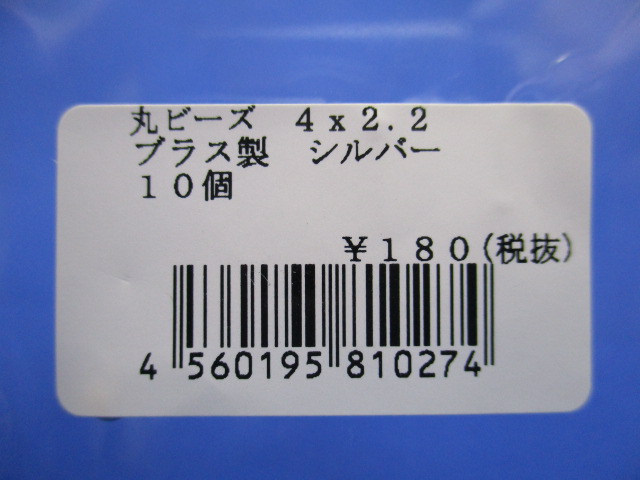 丸ビーズ　４ｘ２.２
ブラス製　シルバー
１０個
￥１８０(税抜)
4 560195 810274